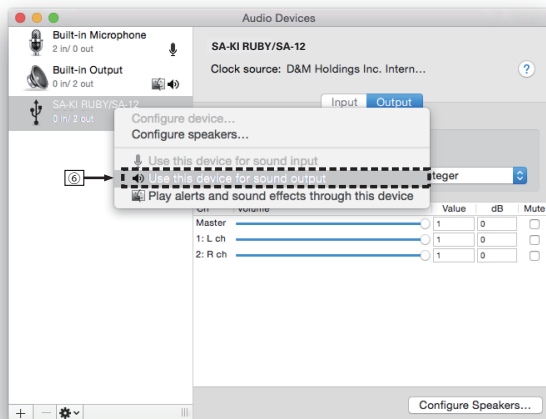 Audio Devices
Built-in Microphone
2 in/ 0 out
Built-in Output
0 in/ 2 out
SA-KI RUBY/SA-12
0 in/ 2 out
SA-KI RUBY/SA-12
Clock source: D&M Holdings Inc. Intern...
?
Input Output
Configure device...
Configure speakers...
Use this device for sound input
⑥ Use this device for sound output
Play alerts and sound effects through this device
teger
Ch Volume Value dB Mute
Master 1 0
1: L ch 1 0
2: R ch 1 0
+ −
Configure Speakers...